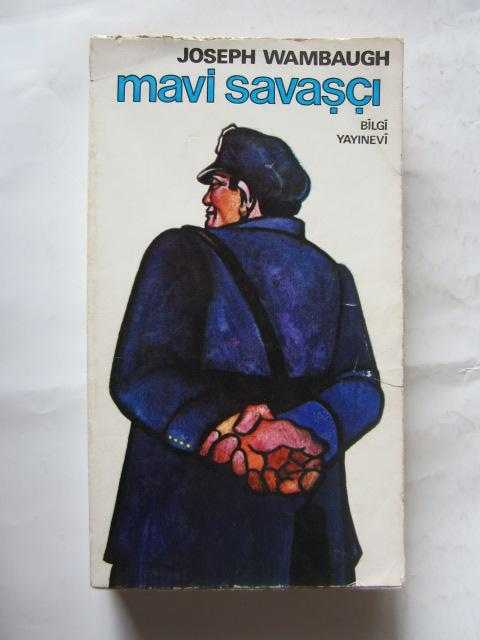 JOSEPH WAMBAUGH
mavi savaşçı
BİLGİ
YAYINEVİ